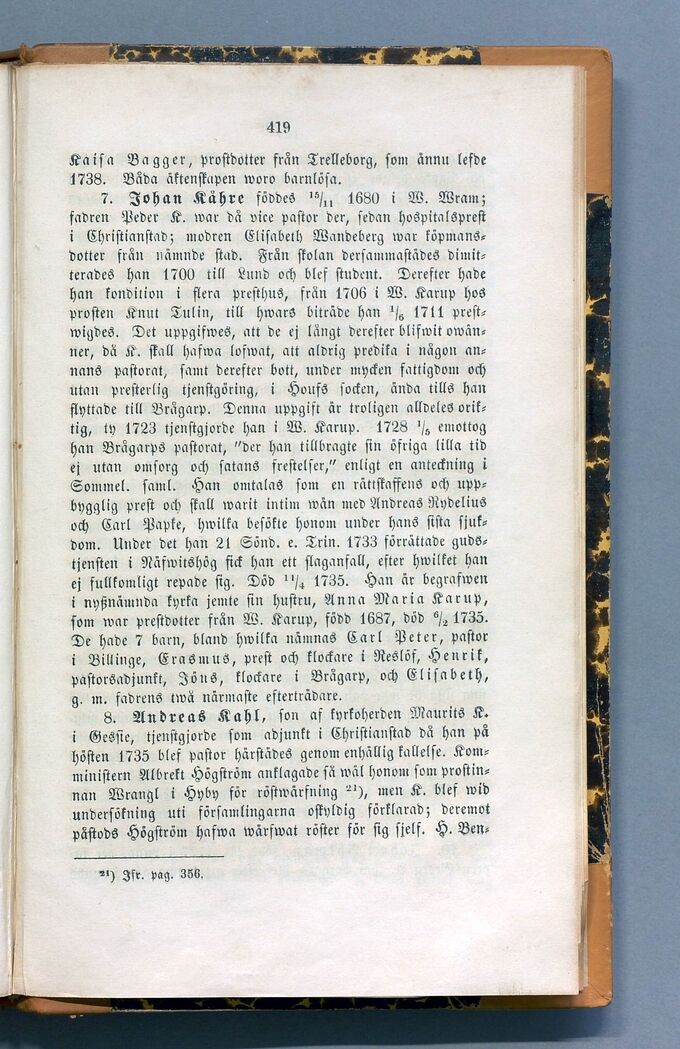 419
Kaisa Bagger, prostdotter från Trelleborg, som ännu lefde
1738. Båda äktenskapen woro barnlösa.
7. Johan Kåhre föddes 15/11 1680 i W. Wram;
fadren Peder K. war då vice pastor der, sedan hospitalsprest
i Christianstad; modren Elisabeth Wandeberg war köpmans-
dotter från nämnde stad. Från skolan dersammastädes dimit-
terades han 1700 till Lund och blef student. Derefter hade
han kondition i flera presthus, från 1706 i W. Karup hos
prosten Knut Tulin, till hwars biträde han 1/6 1711 prest-
wigdes. Det uppgifwes, att de ej långt derefter blifwit owän-
ner, då K. skall hafwa lofwat, att aldrig predika i någon an-
nans pastorat, samt derefter bott, under mycken fattigdom och
utan presterlig tjenstgöring, i Houfs socken, ända tills han
flyttade till Brågarp. Denna uppgift är troligen alldeles orik-
tig, ty 1723 tjenstgjorde han i W. Karup. 1728 1/5 emottog
han Brågarps pastorat, "der han tillbragte sin öfriga lilla tid
ej utan omsorg och satans frestelser," enligt en anteckning i
Sommel. saml. Han omtalas som en rättskaffens och upp-
bygglig prest och skall warit intim wän med Andreas Rydelius
och Carl Papke, hwilka besökte honom under hans sista sjuk-
dom. Under det han 21 Sönd. e. Trin. 1733 förrättade guds-
tjensten i Näfwitshög fick han ett slaganfall, efter hwilket han
ej fullkomligt repade sig. Död 11/4 1735. Han är begrafwen
i nyßnämnda kyrka jemte sin hustru, Anna Maria Karup,
som war prestdotter från W. Karup, född 1687, död 6/2 1735.
De hade 7 barn, bland hwilka nämnas Carl Peter, pastor
i Billinge, Erasmus, prest och klockare i Reslöf, Henrik,
pastorsadjunkt, Jöns, klockare i Brågarp, och Elisabeth,
g. m. fadrens twå närmaste efterträdare.
8. Andreas Kahl, son af kyrkoherden Maurits K.
i Gessie, tjenstgjorde som adjunkt i Christianstad då han på
hösten 1735 blef pastor härstädes genom enhällig kallelse. Kom-
ministern Albrekt Högström anklagade så wäl honom som prostin-
nan Wrangl i Hyby för röstwärfning 21), men K. blef wid
undersökning uti församlingarna oskyldig förklarad; deremot
påstods Högström hafwa wärfwat röster för sig sjelf. H. Ben-
21) Jfr. pag. 356.